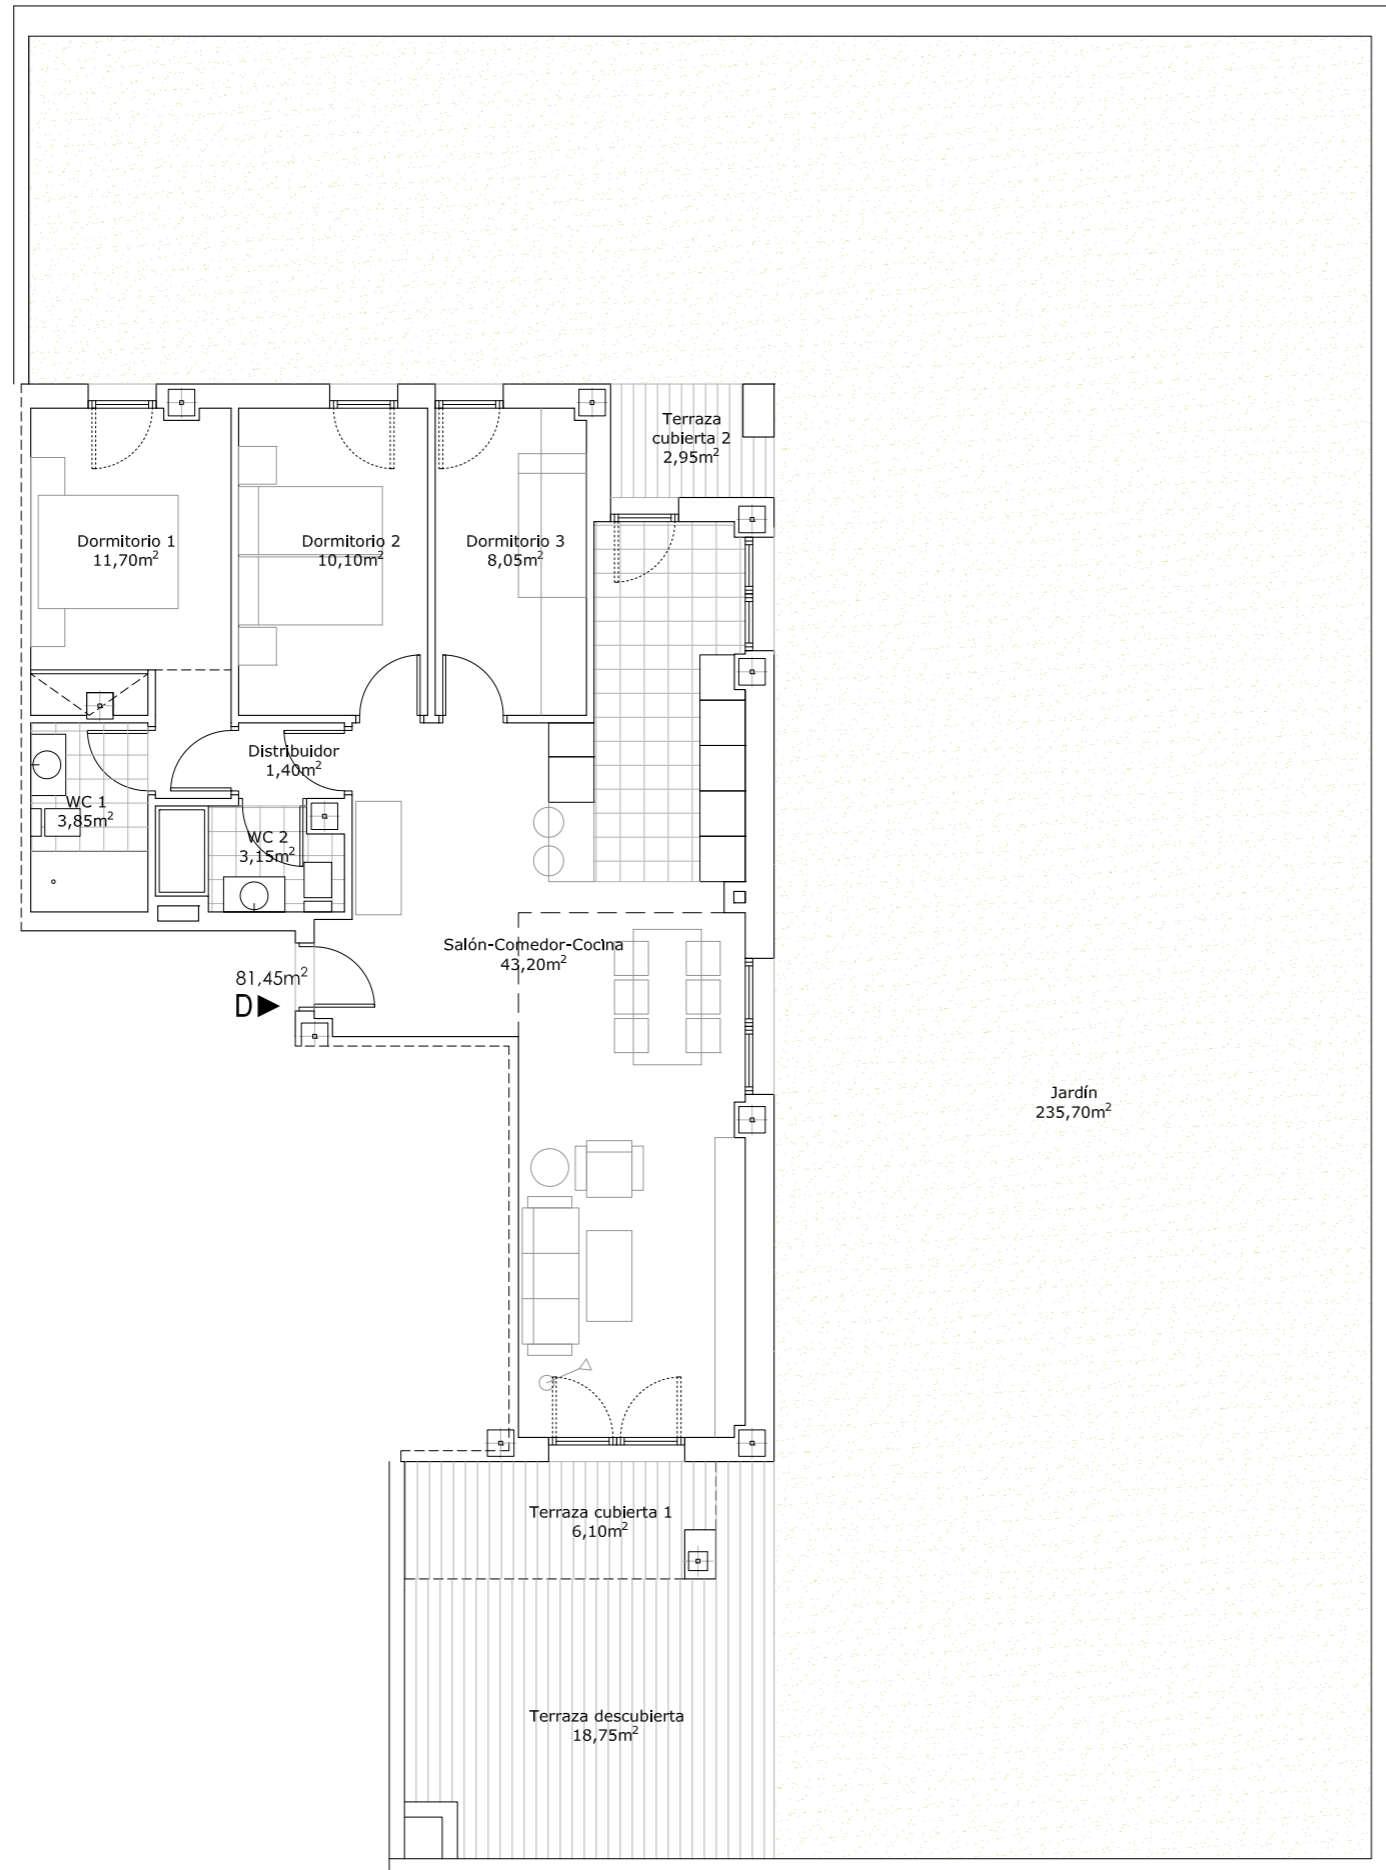 Terraza
cubierta 2
2,95m²
Dormitorio 1
11,70m²
Dormitorio 2
10,10m²
Dormitorio 3
8,05m²
Distribuidor
1,40m²
WC 1
3,85m²
WC 2
3,15m²
Salón-Comedor-Cocina
43,20m²
81,45m²
D
Jardín
235,70m²
Terraza cubierta 1
6,10m²
Terraza descubierta
18,75m²